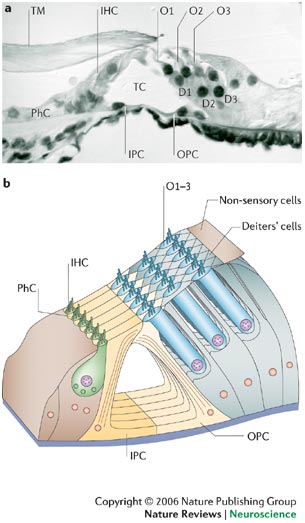 a
TM
IHC
O1
O2
O3
TC
D1
D2
D3
PhC
IPC
OPC
b
O1–3
Non-sensory cells
Deiters' cells
IHC
PhC
OPC
IPC
Copyright © 2006 Nature Publishing Group
Nature Reviews | Neuroscience